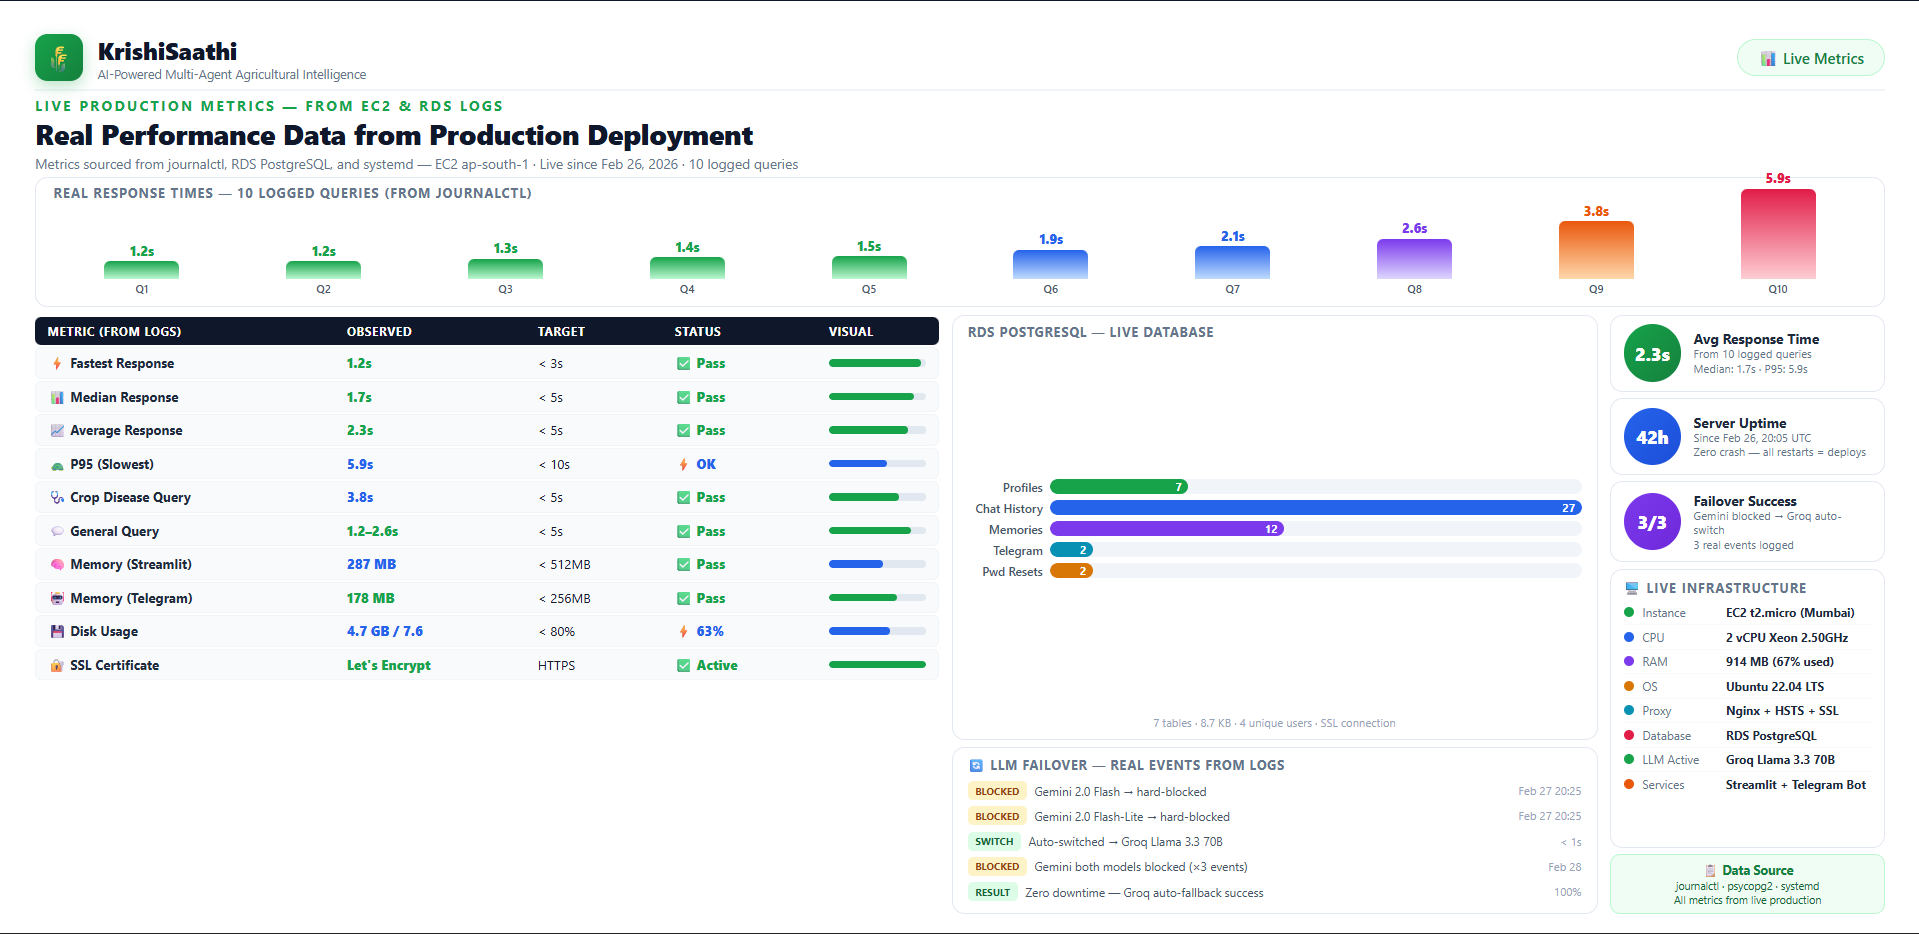 KrishiSaathi
AI-Powered Multi-Agent Agricultural Intelligence
Live Metrics
LIVE PRODUCTION METRICS — FROM EC2 & RDS LOGS
Real Performance Data from Production Deployment
Metrics sourced from journalctl, RDS PostgreSQL, and systemd — EC2 ap-south-1 · Live since Feb 26, 2026 · 10 logged queries
REAL RESPONSE TIMES — 10 LOGGED QUERIES (FROM JOURNALCTL)
1.2s 1.2s 1.3s 1.4s 1.5s 1.9s 2.1s 2.6s 3.8s 5.9s
Q1 Q2 Q3 Q4 Q5 Q6 Q7 Q8 Q9 Q10
METRIC (FROM LOGS) OBSERVED TARGET STATUS VISUAL
Fastest Response 1.2s < 3s Pass
Median Response 1.7s < 5s Pass
Average Response 2.3s < 5s Pass
P95 (Slowest) 5.9s < 10s OK
Crop Disease Query 3.8s < 5s Pass
General Query 1.2–2.6s < 5s Pass
Memory (Streamlit) 287 MB < 512MB Pass
Memory (Telegram) 178 MB < 256MB Pass
Disk Usage 4.7 GB / 7.6 < 80% 63%
SSL Certificate Let's Encrypt HTTPS Active
RDS POSTGRESQL — LIVE DATABASE
Profiles 7
Chat History 27
Memories 12
Telegram 2
Pwd Resets 2
7 tables · 8.7 KB · 4 unique users · SSL connection
LLM FAILOVER — REAL EVENTS FROM LOGS
BLOCKED Gemini 2.0 Flash → hard-blocked Feb 27 20:25
BLOCKED Gemini 2.0 Flash-Lite → hard-blocked Feb 27 20:25
SWITCH Auto-switched → Groq Llama 3.3 70B < 1s
BLOCKED Gemini both models blocked (×3 events) Feb 28
RESULT Zero downtime — Groq auto-fallback success 100%
2.3s
Avg Response Time
From 10 logged queries
Median: 1.7s · P95: 5.9s
42h
Server Uptime
Since Feb 26, 20:05 UTC
Zero crash — all restarts = deploys
3/3
Failover Success
Gemini blocked → Groq auto-
switch
3 real events logged
LIVE INFRASTRUCTURE
Instance EC2 t2.micro (Mumbai)
CPU 2 vCPU Xeon 2.50GHz
RAM 914 MB (67% used)
OS Ubuntu 22.04 LTS
Proxy Nginx + HSTS + SSL
Database RDS PostgreSQL
LLM Active Groq Llama 3.3 70B
Services Streamlit + Telegram Bot
Data Source
journalctl · psycopg2 · systemd
All metrics from live production